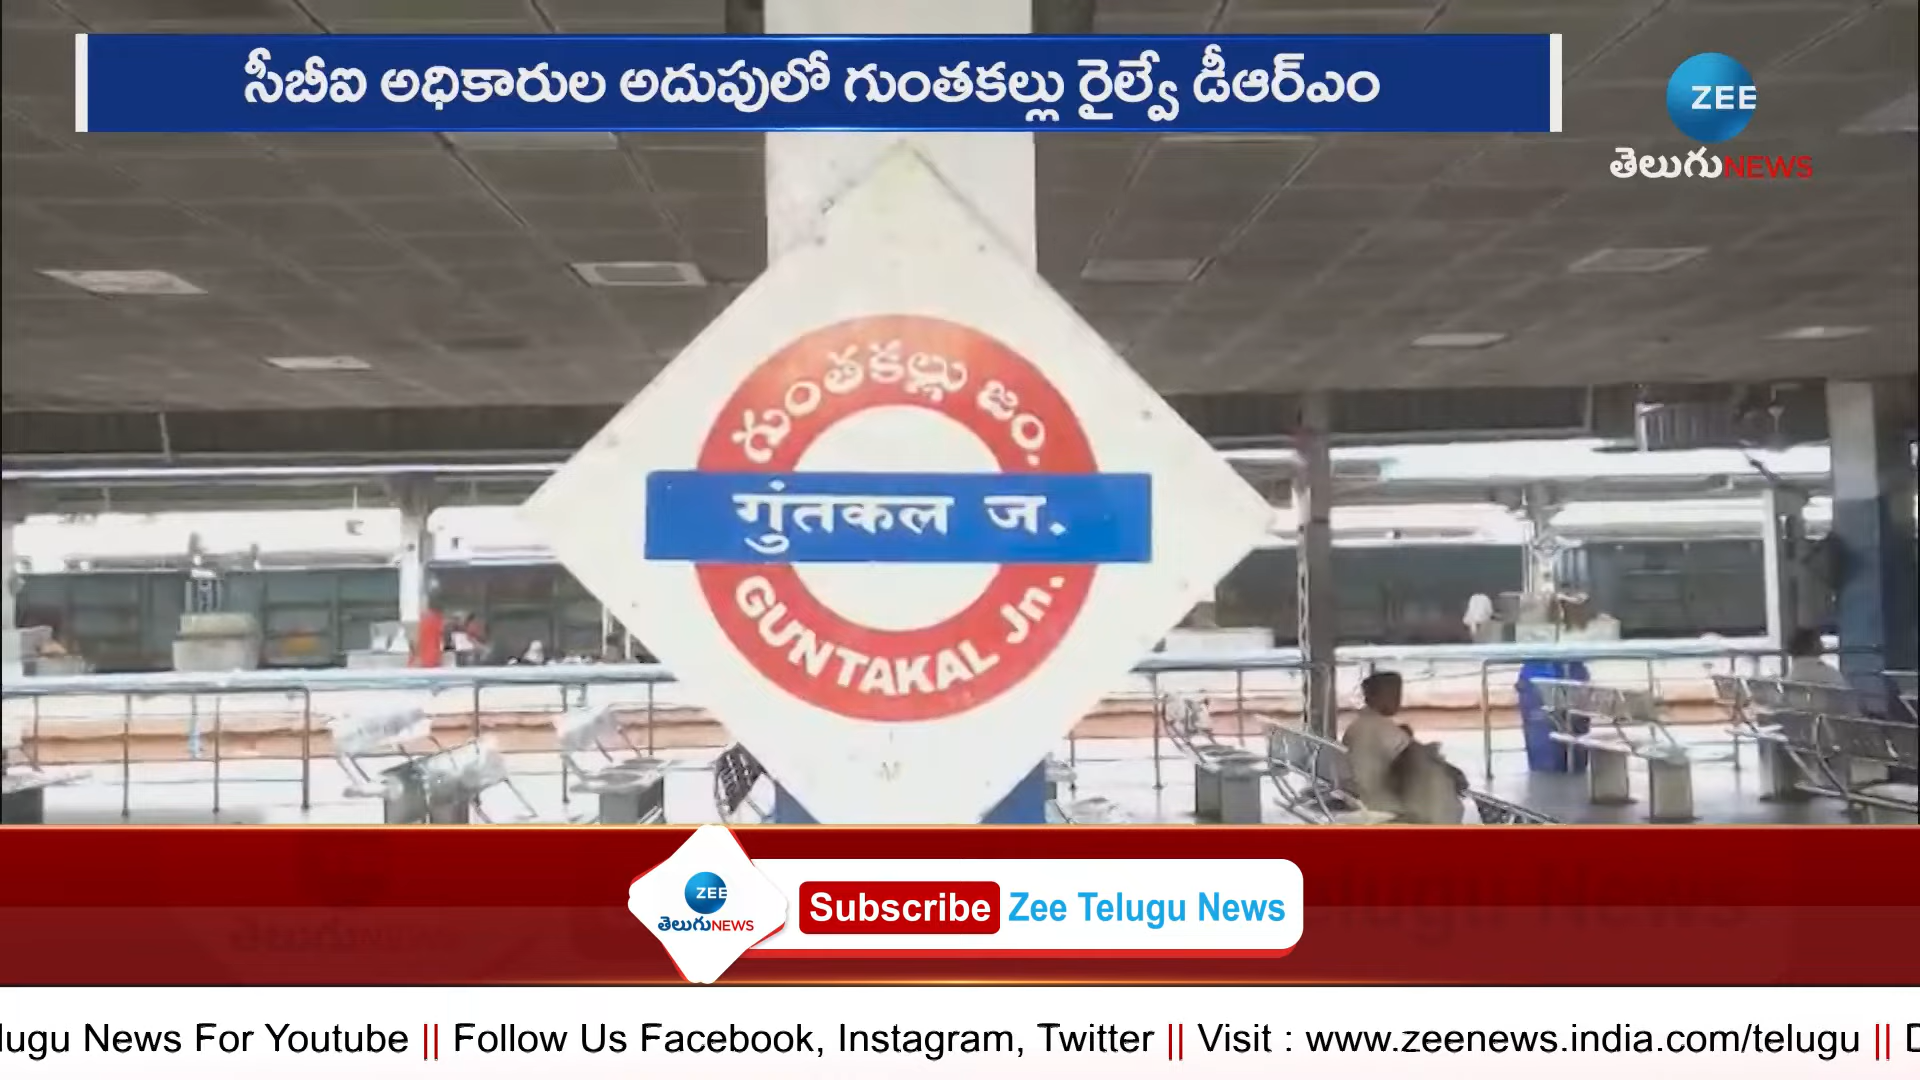 సీబీఐ అధికారుల అదుపులో గుంతకల్లు రైల్వే డీఆర్ఎం
ZEE
తెలుగుNEWS
గుంతకల్లు జం.
गुंतकल ज.
GUNTAKAL Jn.
ZEE
తెలుగుNEWS
Subscribe Zee Telugu News
lugu News For Youtube || Follow Us Facebook, Instagram, Twitter || Visit : www.zeenews.india.com/telugu ||